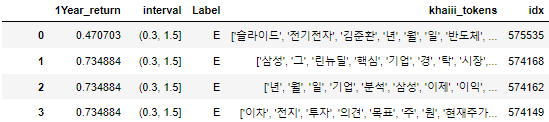 1Year_return interval Label khaiii_tokens idx
0 0.470703 (0.3, 1.5] E ['슬라이드', '전기전자', '김준환', '년', '월', '일', '반도체', ... 575535
1 0.734884 (0.3, 1.5] E ['삼성', '그', '린뉴딜', '핵심', '기업', '경', '탁', '시장',... 574168
2 0.734884 (0.3, 1.5] E ['년', '월', '일', '기업', '분석', '삼성', '이제', '이익', ... 574162
3 0.734884 (0.3, 1.5] E ['이차', '전지', '투자', '의견', '목표', '주', '원', '현재주가... 574149